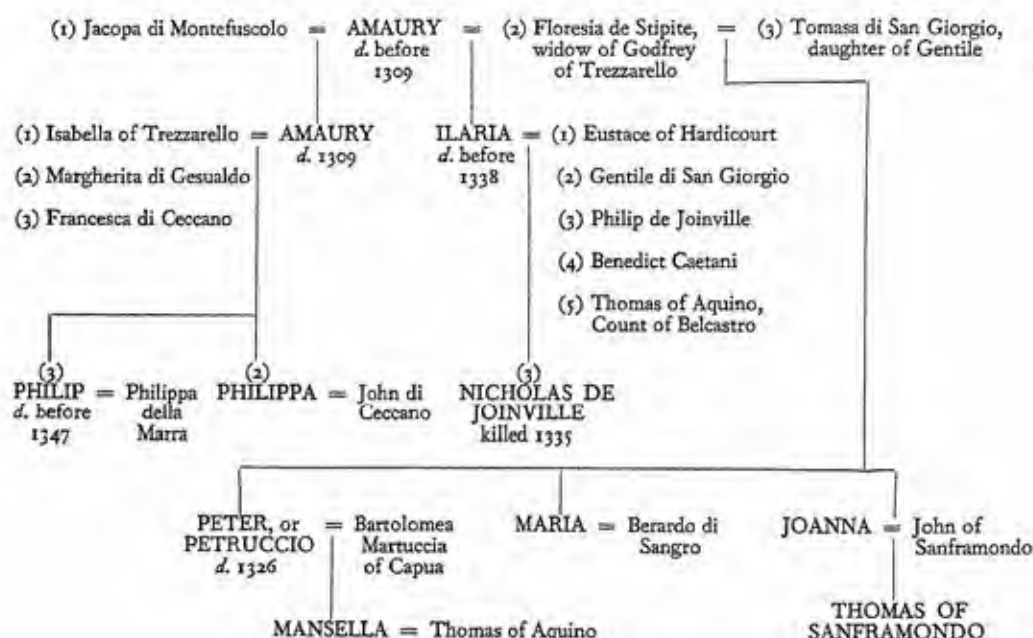 (1) Jacopa di Montefuscolo = AMAURY = (2) Floresia de Stipite, = (3) Tomasa di San Giorgio,
d. before widow of Godfrey daughter of Gentile
1309 of Trezzarello
(1) Isabella of Trezzarello = AMAURY ILARIA = (1) Eustace of Hardicourt
d. 1309 d. before
1338
(2) Margherita di Gesualdo (2) Gentile di San Giorgio
(3) Francesca di Ceccano (3) Philip de Joinville
(4) Benedict Caetani
(5) Thomas of Aquino,
Count of Belcastro
(3) (2) (3)
PHILIP = Philippa PHILIPPA = John di NICHOLAS DE
d. before della Ceccano JOINVILLE
1347 Marra killed 1335
PETER, or = Bartolomea MARIA = Berardo di JOANNA = John of
PETRUCCIO Martuccia Sangro Sanframondo
d. 1326 of Capua
THOMAS OF
MANSELLA = Thomas of Aquino SANFRAMONDO